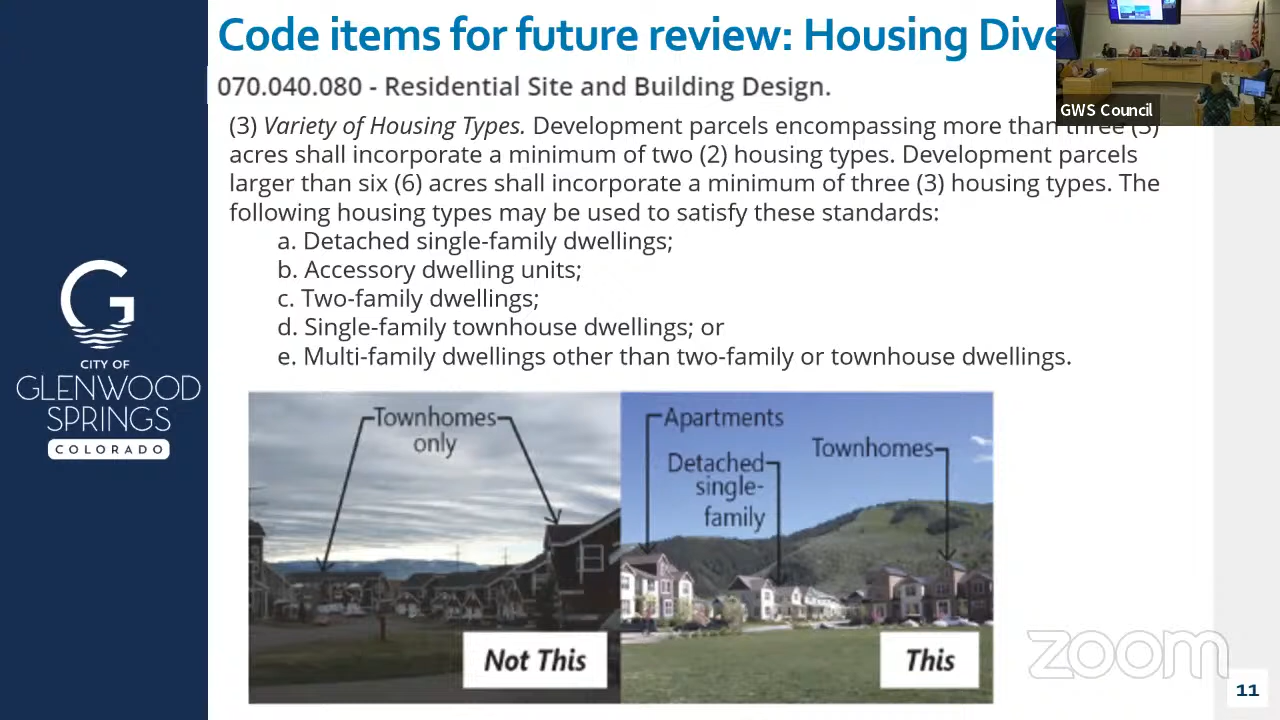 Code items for future review: Housing Dive
GWS Council
070.040.080 - Residential Site and Building Design.
(3) Variety of Housing Types. Development parcels encompassing more than three (3)
acres shall incorporate a minimum of two (2) housing types. Development parcels
larger than six (6) acres shall incorporate a minimum of three (3) housing types. The
following housing types may be used to satisfy these standards:
a. Detached single-family dwellings;
b. Accessory dwelling units;
c. Two-family dwellings;
d. Single-family townhouse dwellings; or
e. Multi-family dwellings other than two-family or townhouse dwellings.
G
CITY OF
GLENWOOD
SPRINGS
COLORADO
Townhomes
only
Not This
Apartments
Detached
single-
family
Townhomes
This
zoom
11